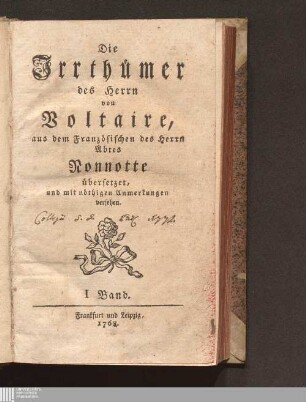 Die
Irrthümer
des Herrn
von
Voltaire,
aus dem Französischen des Herrn
Abtes
Nonnotte
übersetzet,
und mit nöthigen Anmerkungen
versehen.
I Band.
Frankfurt und Leipzig,
1768.